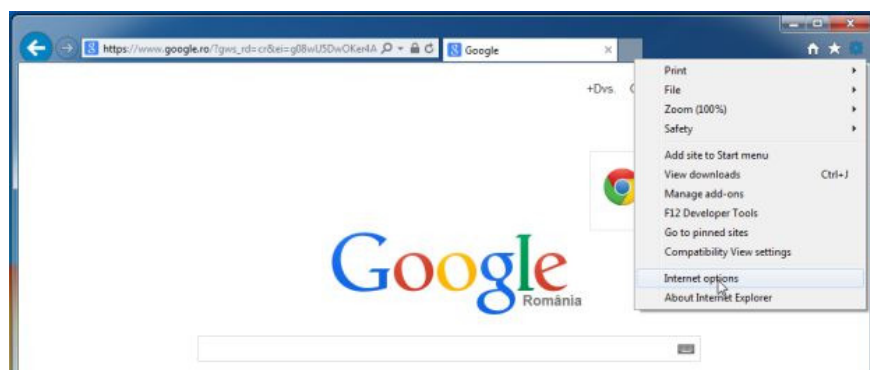 https://www.google.ro/?gws_rd=cr&ei=g08wU5DwOKer4A
Google
+Dvs.
Print
File
Zoom (100%)
Safety
Add site to Start menu
View downloads Ctrl+J
Manage add-ons
F12 Developer Tools
Go to pinned sites
Compatibility View settings
Internet options
About Internet Explorer
Google
România